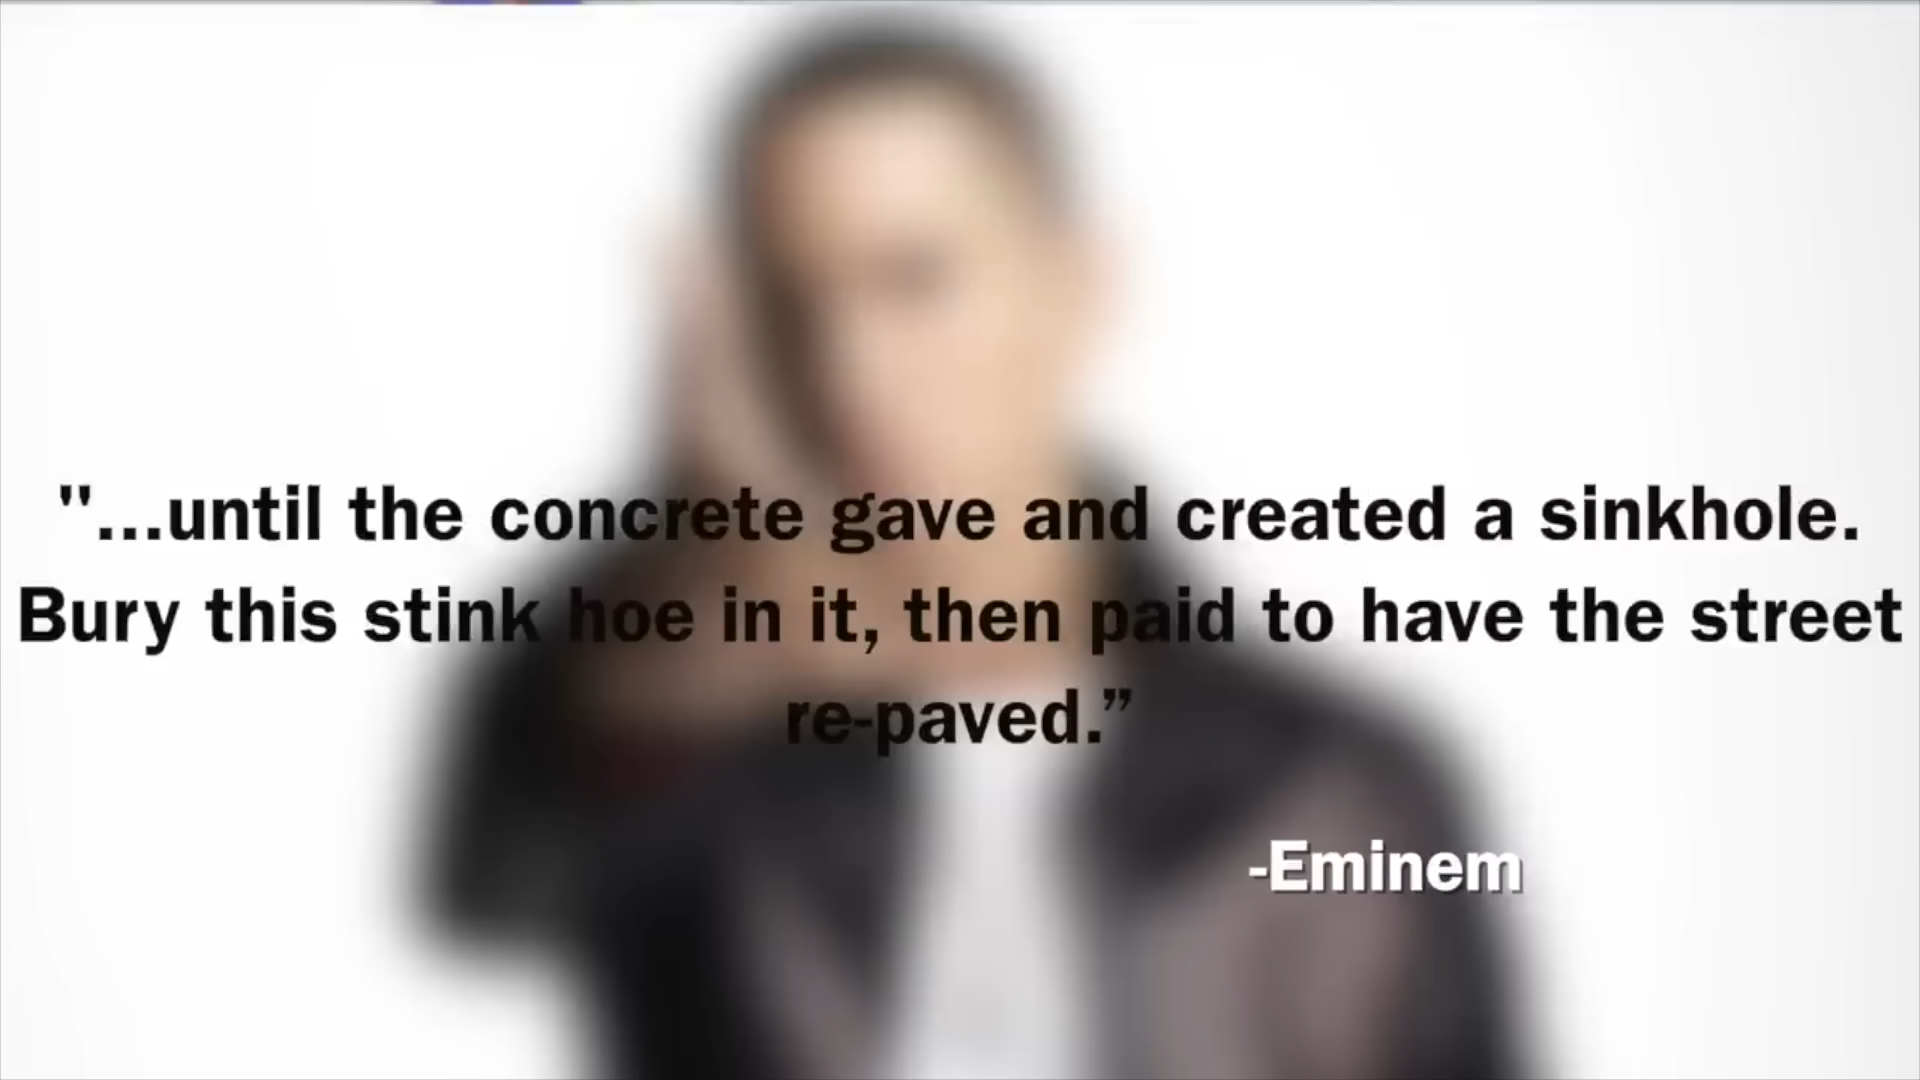 "...until the concrete gave and created a sinkhole.
Bury this stink hoe in it, then paid to have the street
re-paved.”
-Eminem